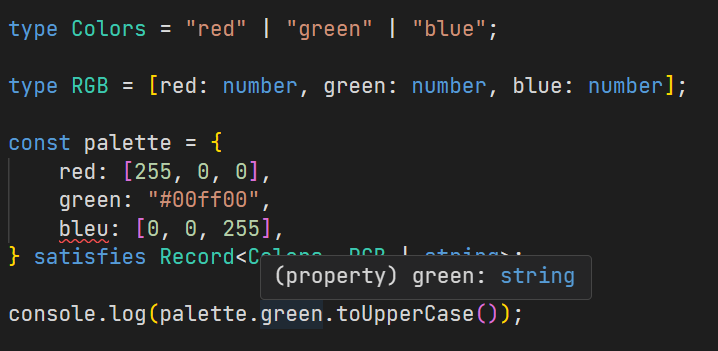 type Colors = "red" | "green" | "blue";
type RGB = [red: number, green: number, blue: number];
const palette = {
red: [255, 0, 0],
green: "#00ff00",
bleu: [0, 0, 255],
} satisfies Record<Colors, RGB | string>;
(property) green: string
console.log(palette.green.toUpperCase());